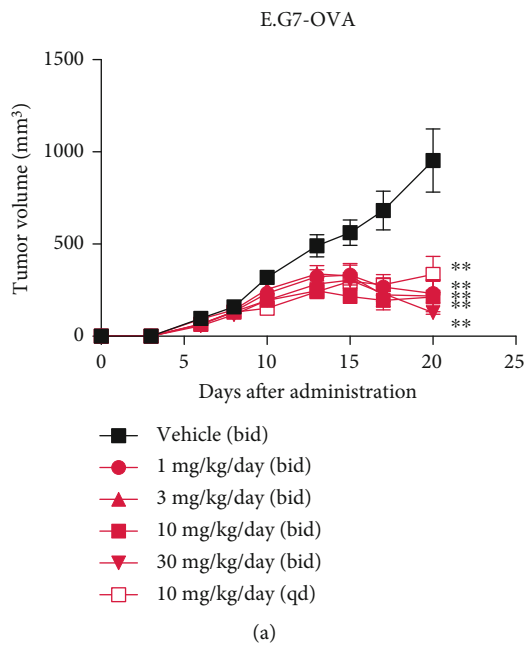 E.G7-OVA
Tumor volume (mm³)
1500
1000
500
0
0
5
10
15
20
25
**
**
**
**
**
Days after administration
Vehicle (bid)
1 mg/kg/day (bid)
3 mg/kg/day (bid)
10 mg/kg/day (bid)
30 mg/kg/day (bid)
10 mg/kg/day (qd)
(a)